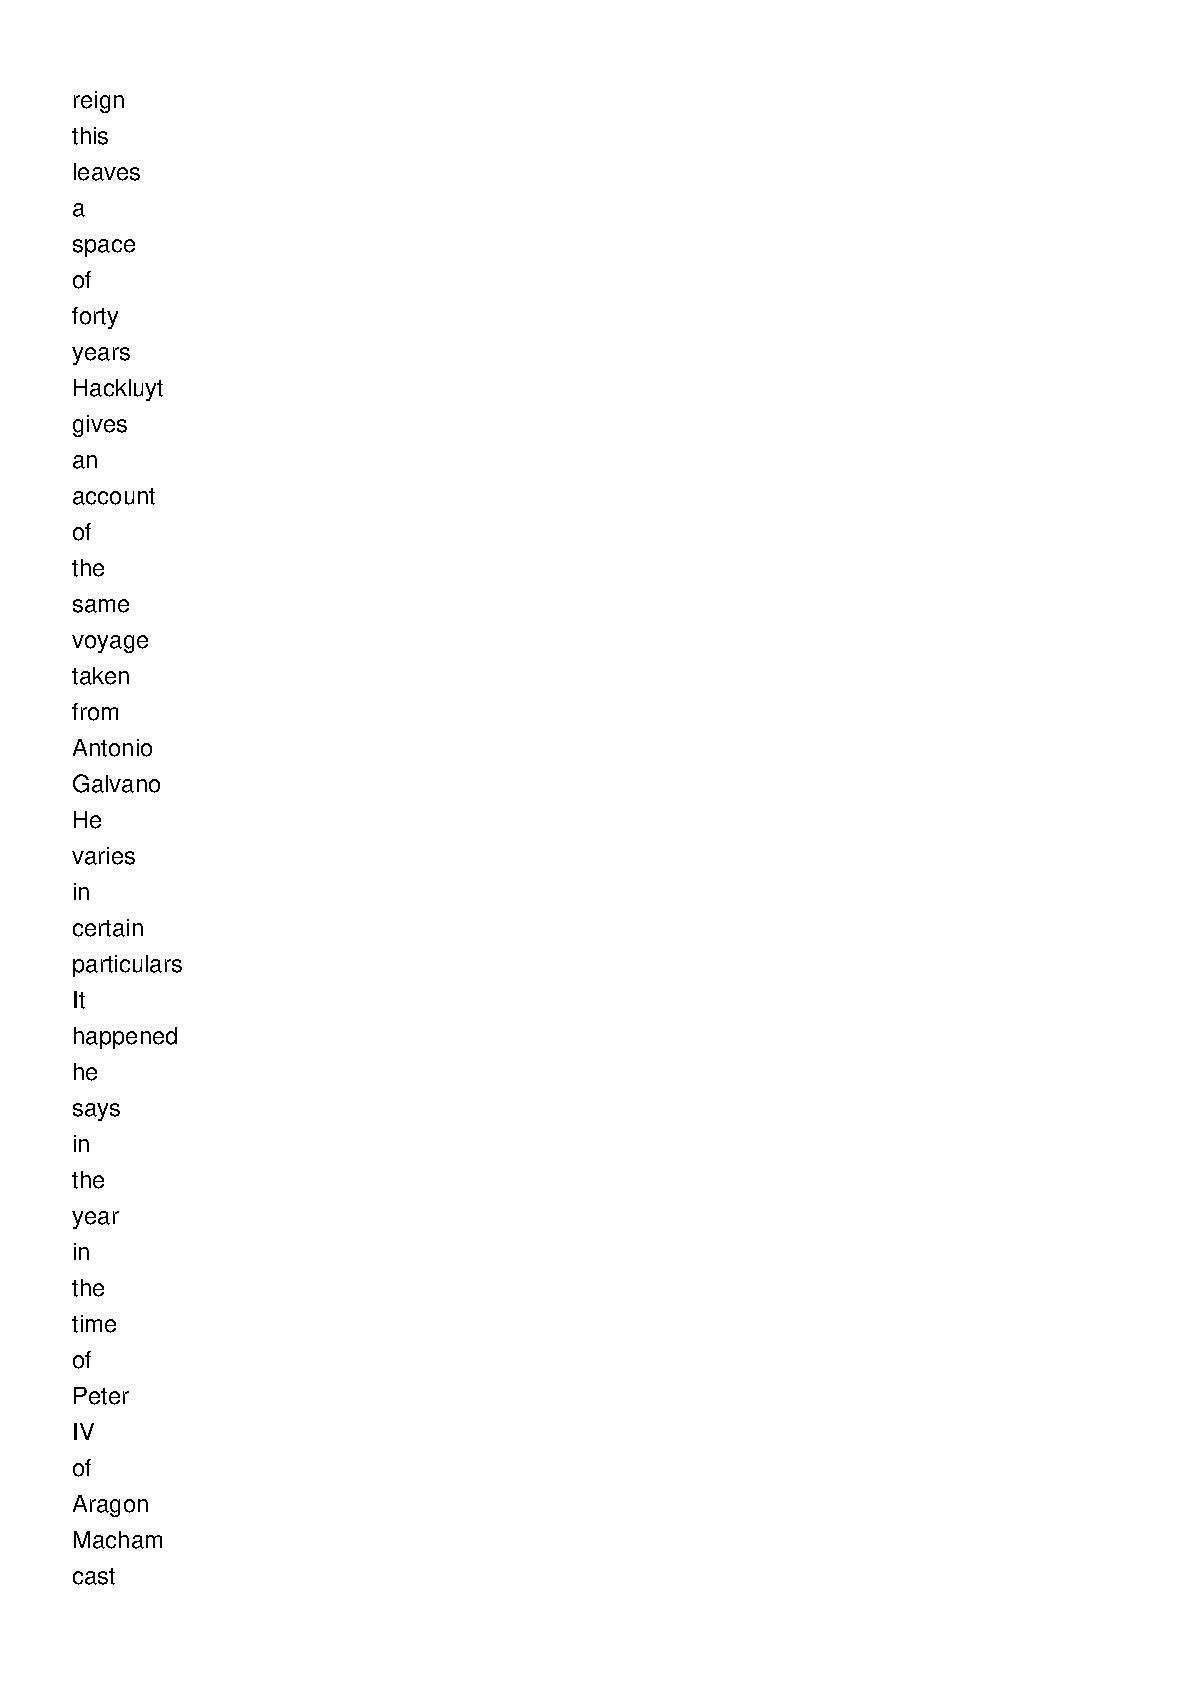 reign
this
leaves
a
space
of
forty
years
Hackluyt
gives
an
account
of
the
same
voyage
taken
from
Antonio
Galvano
He
varies
in
certain
particulars
It
happened
he
says
in
the
year
in
the
time
of
Peter
IV
of
Aragon
Macham
cast